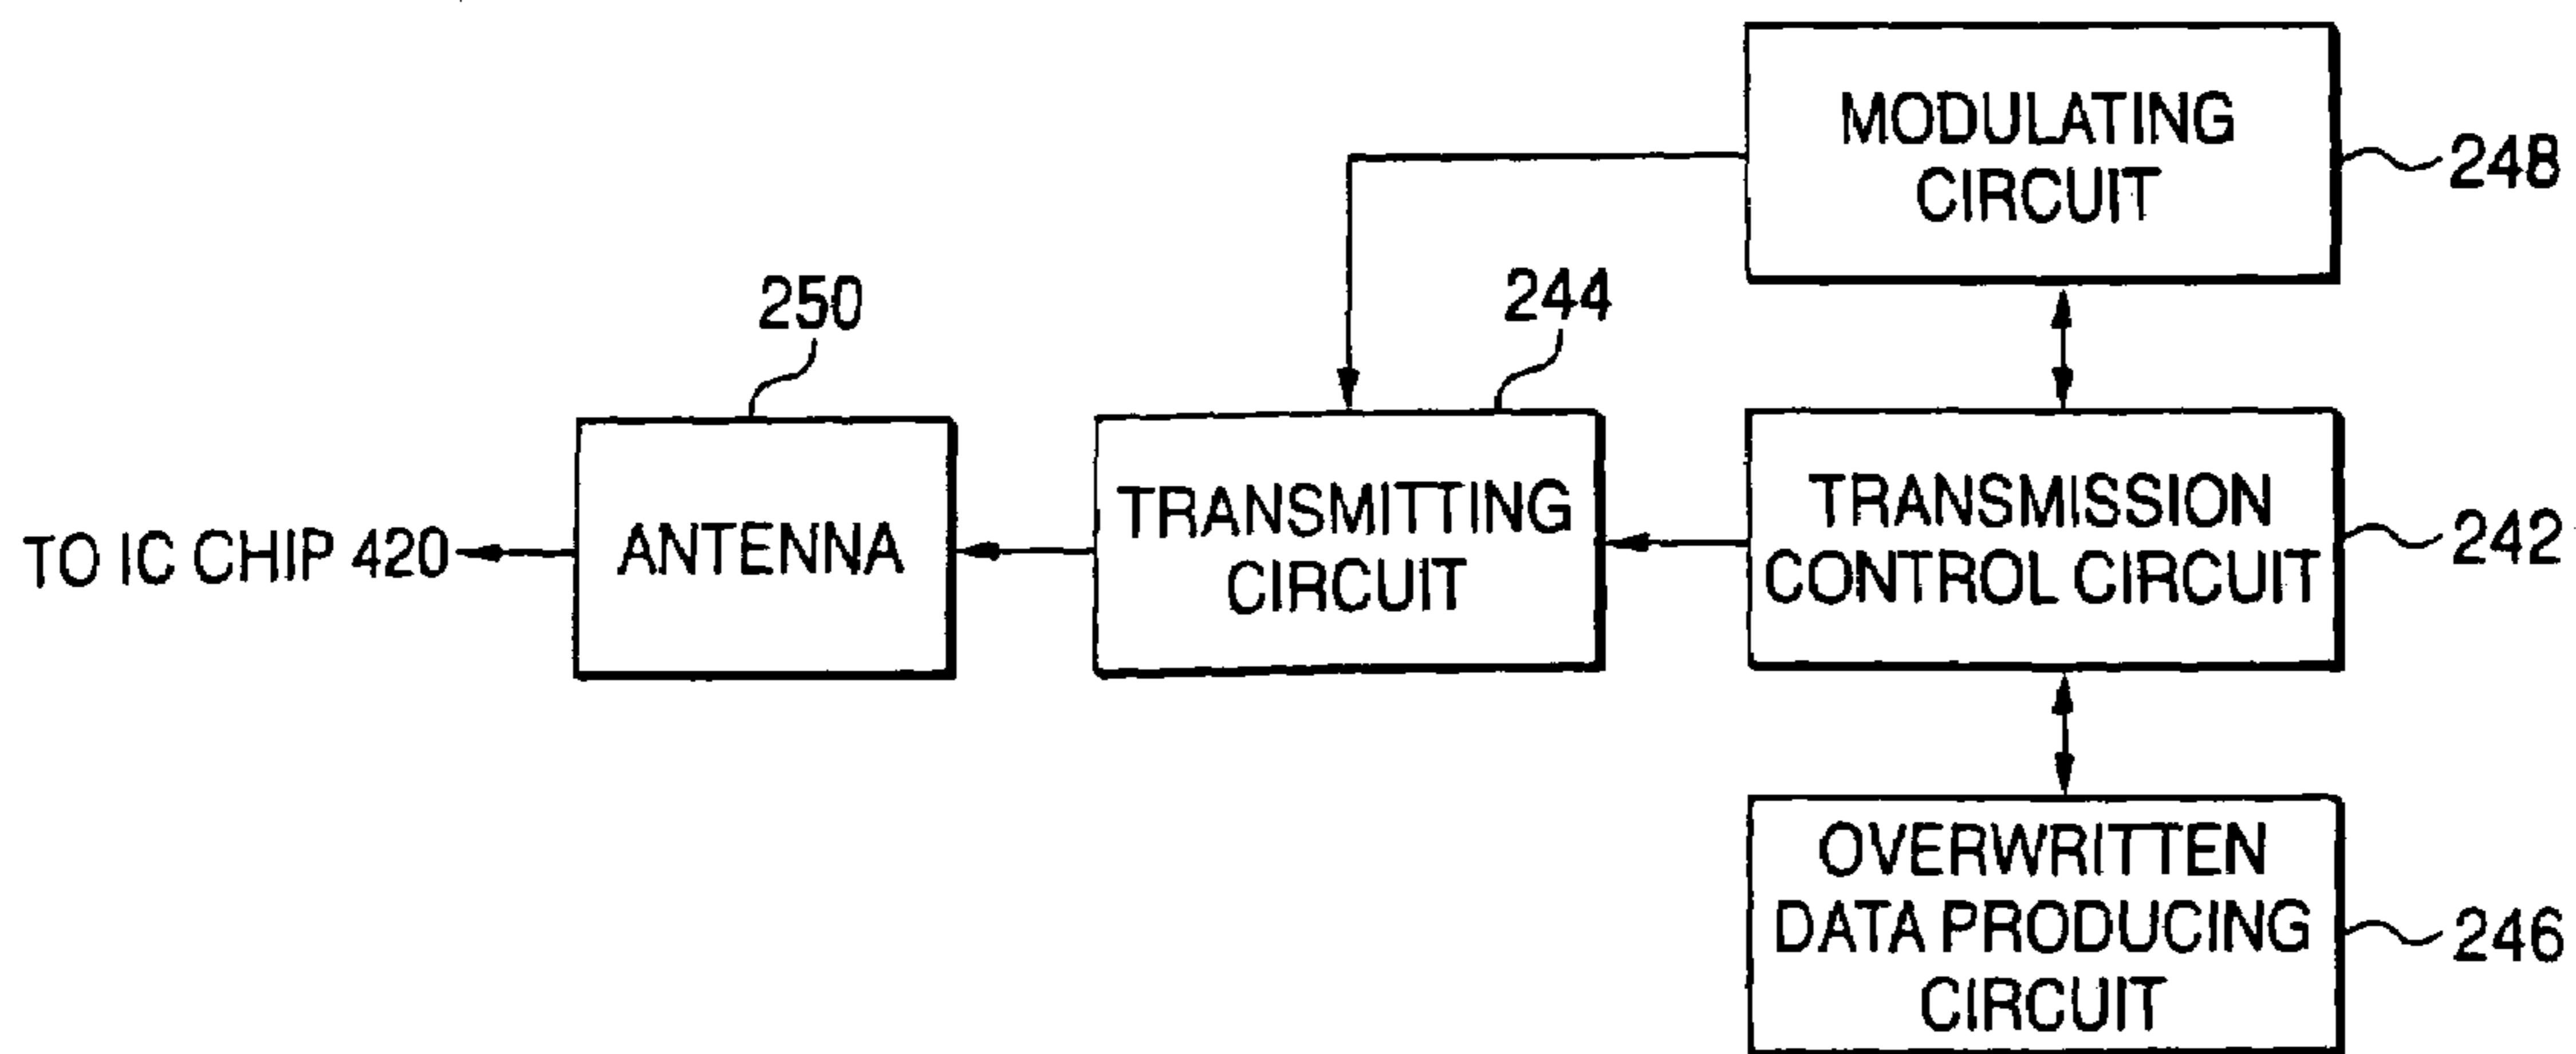 MODULATING
CIRCUIT
248
250
244
TO IC CHIP 420
ANTENNA
TRANSMITTING
CIRCUIT
TRANSMISSION
CONTROL CIRCUIT
242
OVERWRITTEN
DATA PRODUCING
CIRCUIT
246